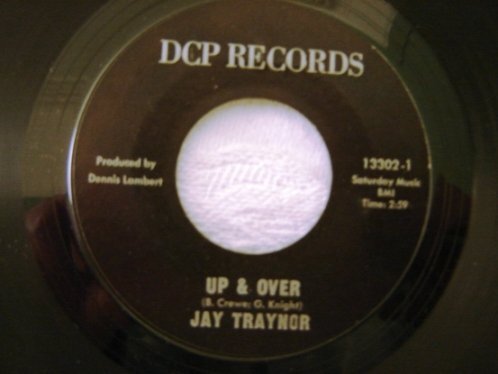 DCP RECORDS
Produced by
Dennis Lambert
13302-1
Saturday Music
BMI
Time: 2:59
UP & OVER
(B. Crewe; G. Knight)
JAY TRAYNOR